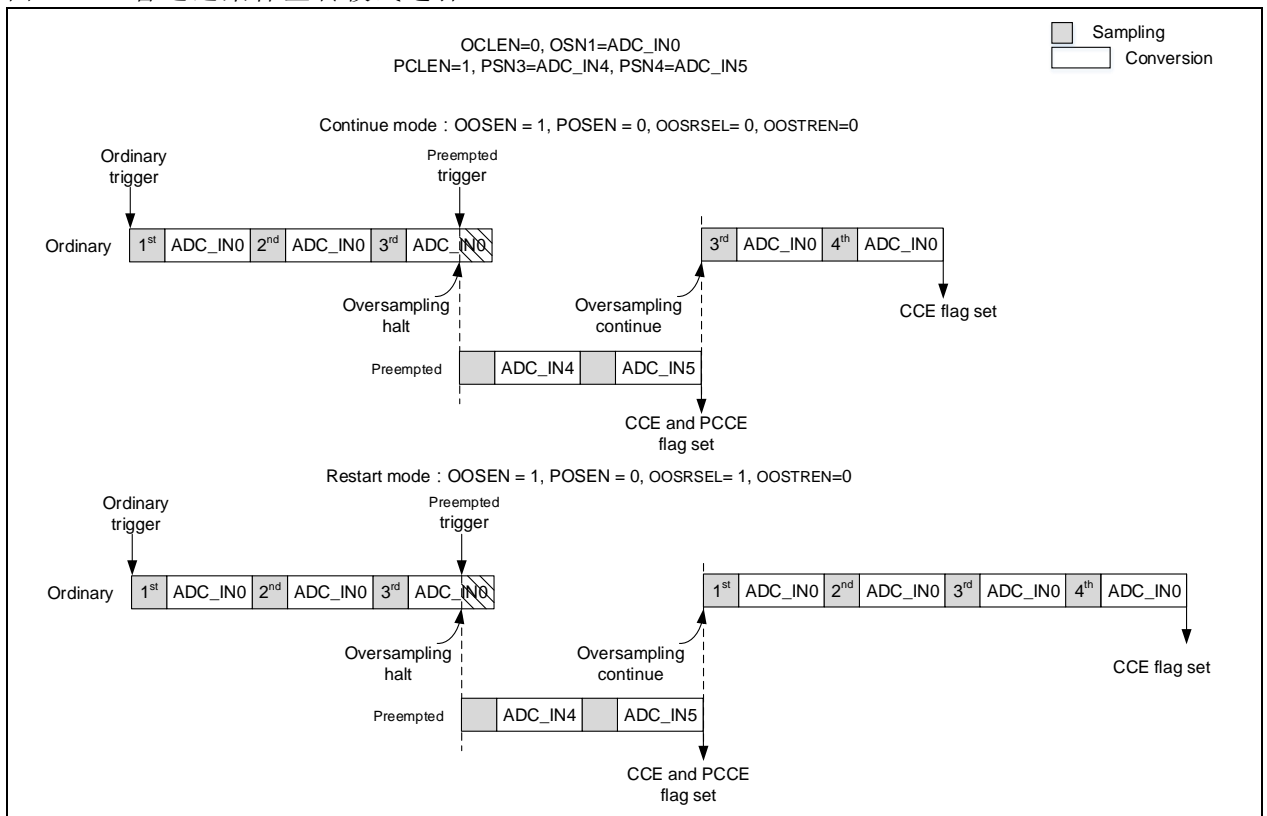 OCLEN=0, OSN1=ADC_IN0
PCLEN=1, PSN3=ADC_IN4, PSN4=ADC_IN5
Sampling
Conversion
Continue mode : OOSEN = 1, POSEN = 0, OOSRSEL= 0, OOSTREN=0
Ordinary
trigger
Preempted
trigger
Ordinary
1st ADC_IN0 2nd ADC_IN0 3rd ADC_IN0
3rd ADC_IN0 4th ADC_IN0
Oversampling
halt
Oversampling
continue
CCE flag set
Preempted
ADC_IN4 ADC_IN5
CCE and PCCE
flag set
Restart mode : OOSEN = 1, POSEN = 0, OOSRSEL= 1, OOSTREN=0
Ordinary
trigger
Preempted
trigger
Ordinary
1st ADC_IN0 2nd ADC_IN0 3rd ADC_IN0
1st ADC_IN0 2nd ADC_IN0 3rd ADC_IN0 4th ADC_IN0
Oversampling
halt
Oversampling
continue
CCE flag set
Preempted
ADC_IN4 ADC_IN5
CCE and PCCE
flag set